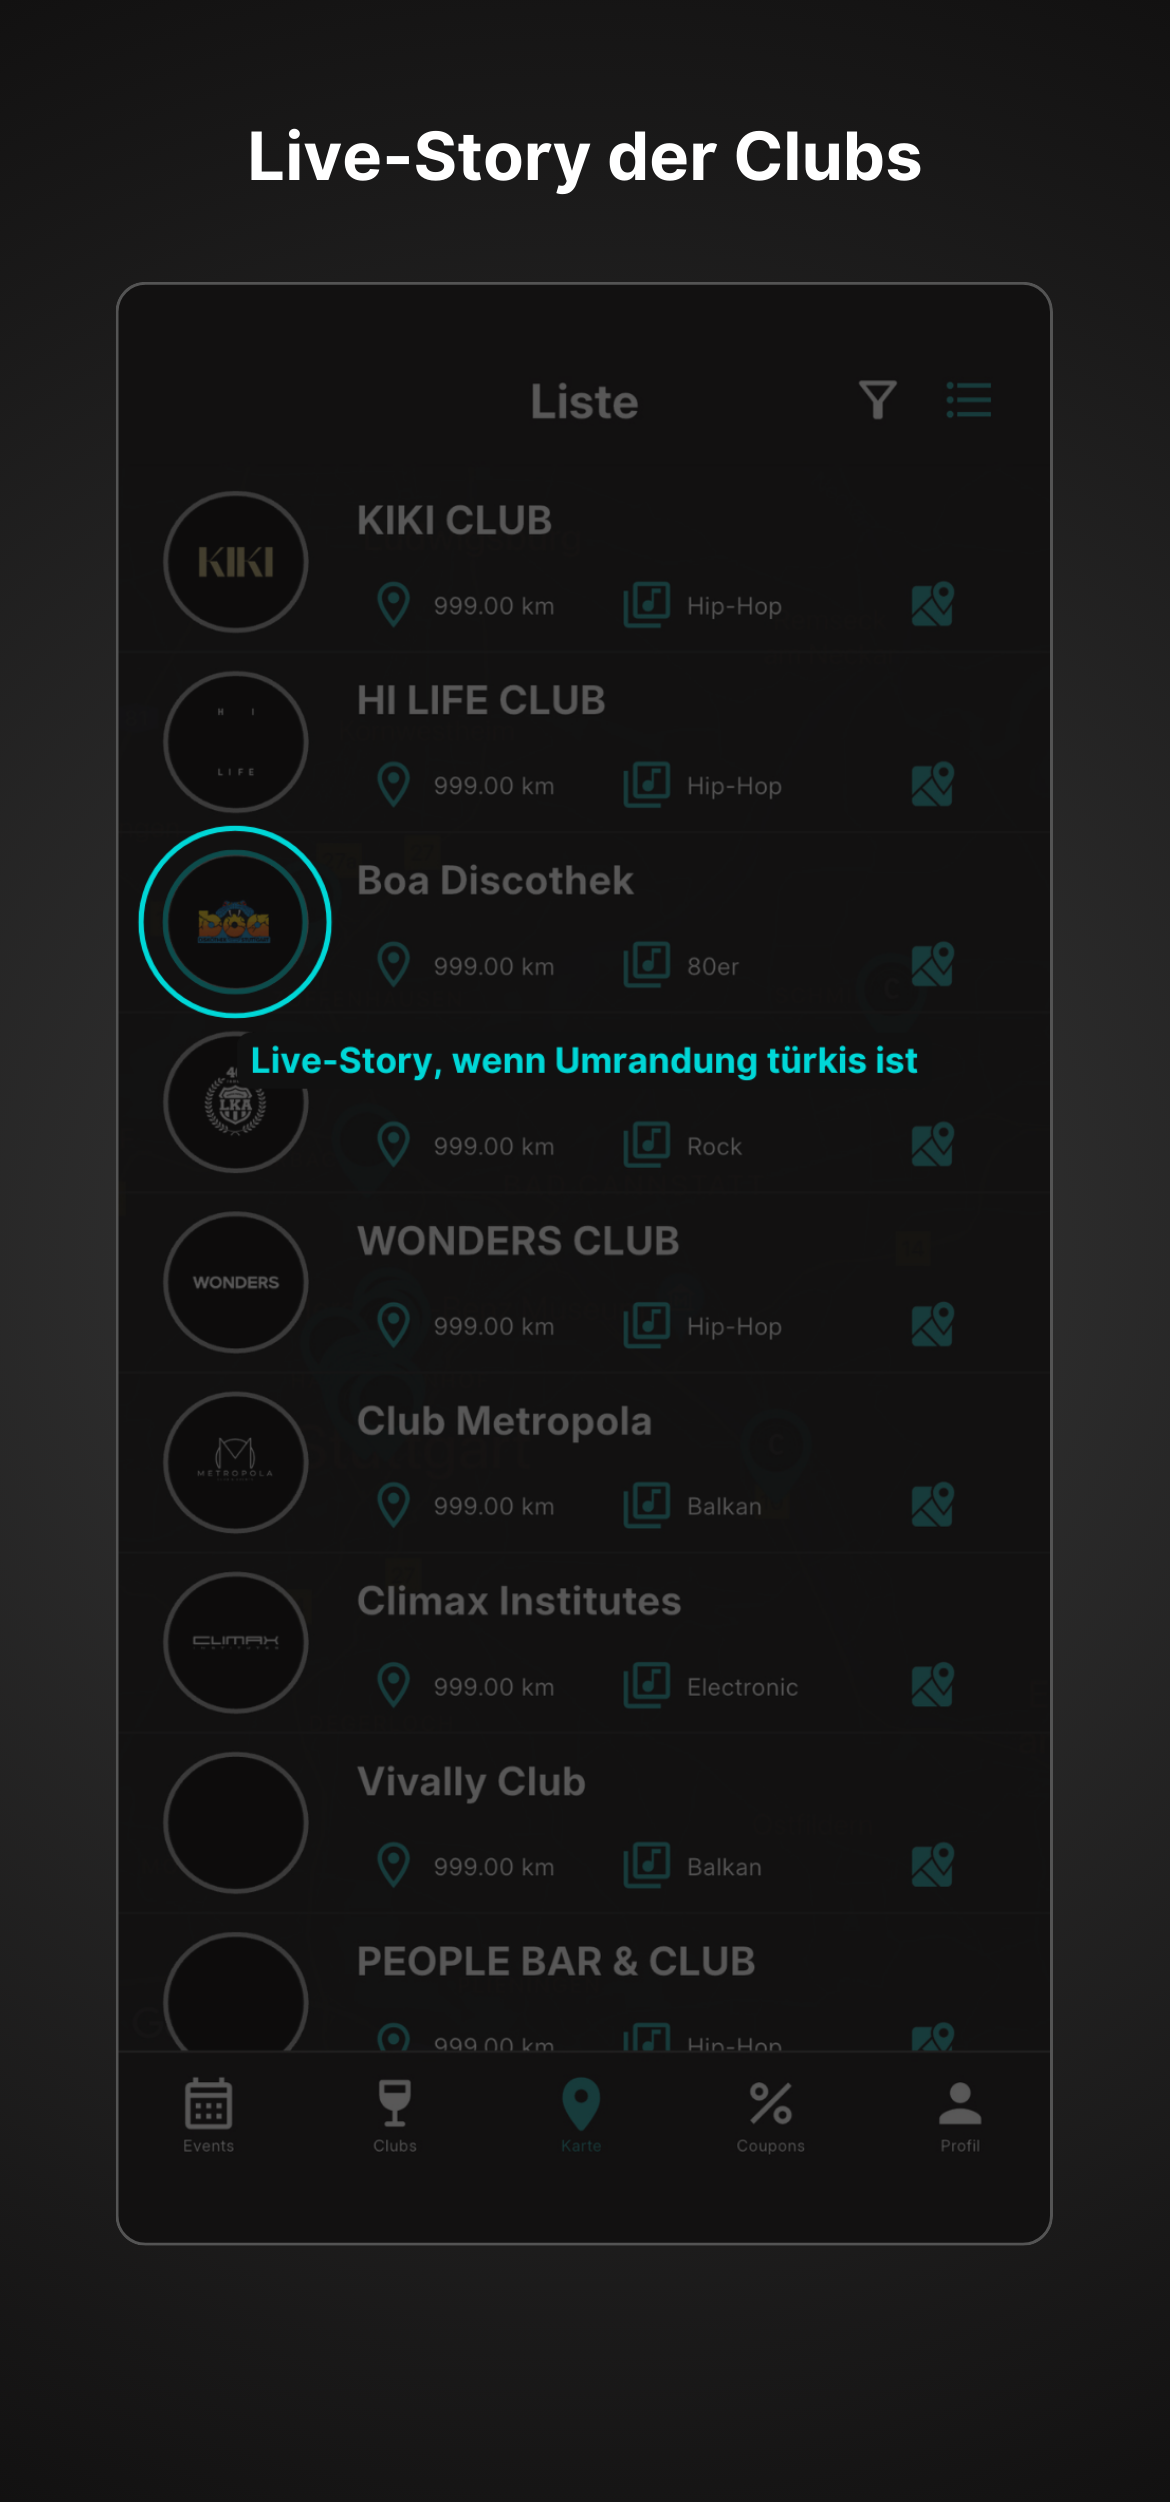 Live-Story der Clubs
Liste
KIKI
KIKI CLUB
999.00 km
Hip-Hop
H I
LIFE
HI LIFE CLUB
999.00 km
Hip-Hop
boa
Boa Discothek
999.00 km
80er
Live-Story, wenn Umrandung türkis ist
LKA
999.00 km
Rock
WONDERS
WONDERS CLUB
999.00 km
Hip-Hop
METROPOLA
Club Metropola
999.00 km
Balkan
CLIMAX
Climax Institutes
999.00 km
Electronic
Vivally Club
999.00 km
Balkan
PEOPLE BAR & CLUB
999.00 km
Hip-Hop
Events
Clubs
Karte
Coupons
Profil